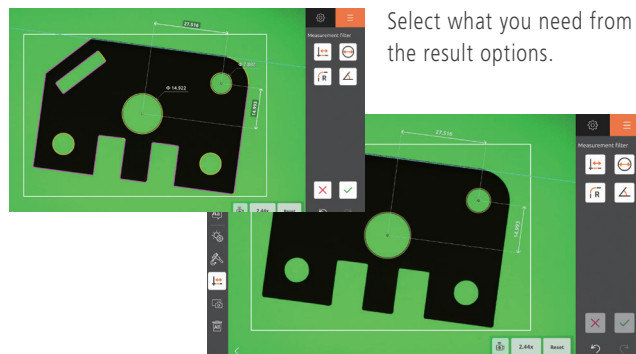 Select what you need from
the result options.
27.516
Measurement filter
R
Φ 14.922
14.993
2.44x Reset
Measurement filter
27.516
R
14.993
All
2.44x Reset